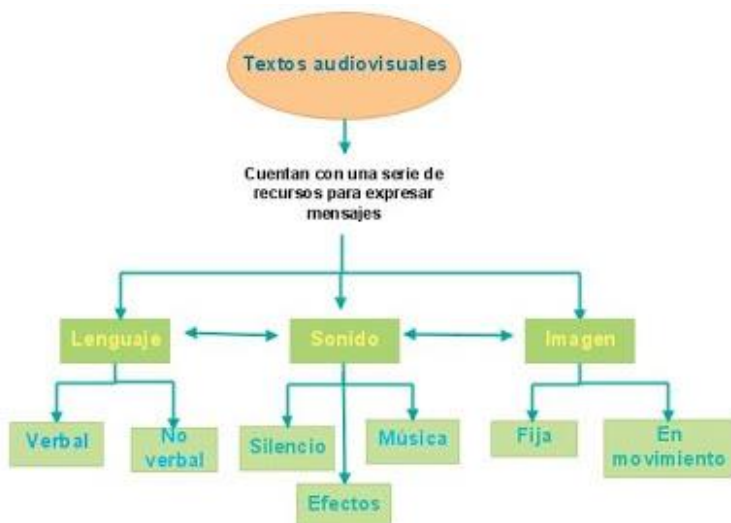 Textos audiovisuales
Cuentan con una serie de
recursos para expresar
mensajes
Lenguaje
Sonido
Imagen
Verbal
No
verbal
Silencio
Música
Fija
En
movimiento
Efectos